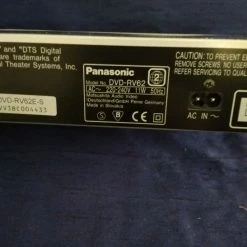 " and "DTS Digital
are trademarks of
al Theater Systems, Inc.
Panasonic
Model No. DVD-RV62
AC~ 220-240V 11W 50Hz
Matsushita Audio Video
(Deutschland) GmbH Peine Germany
Made in Slovakia
2
DVD-RV62E-S
CAUTION: TO PREVENT
REMOVE SCREWS. NO USER
REFER SERVICING TO
AC IN ~